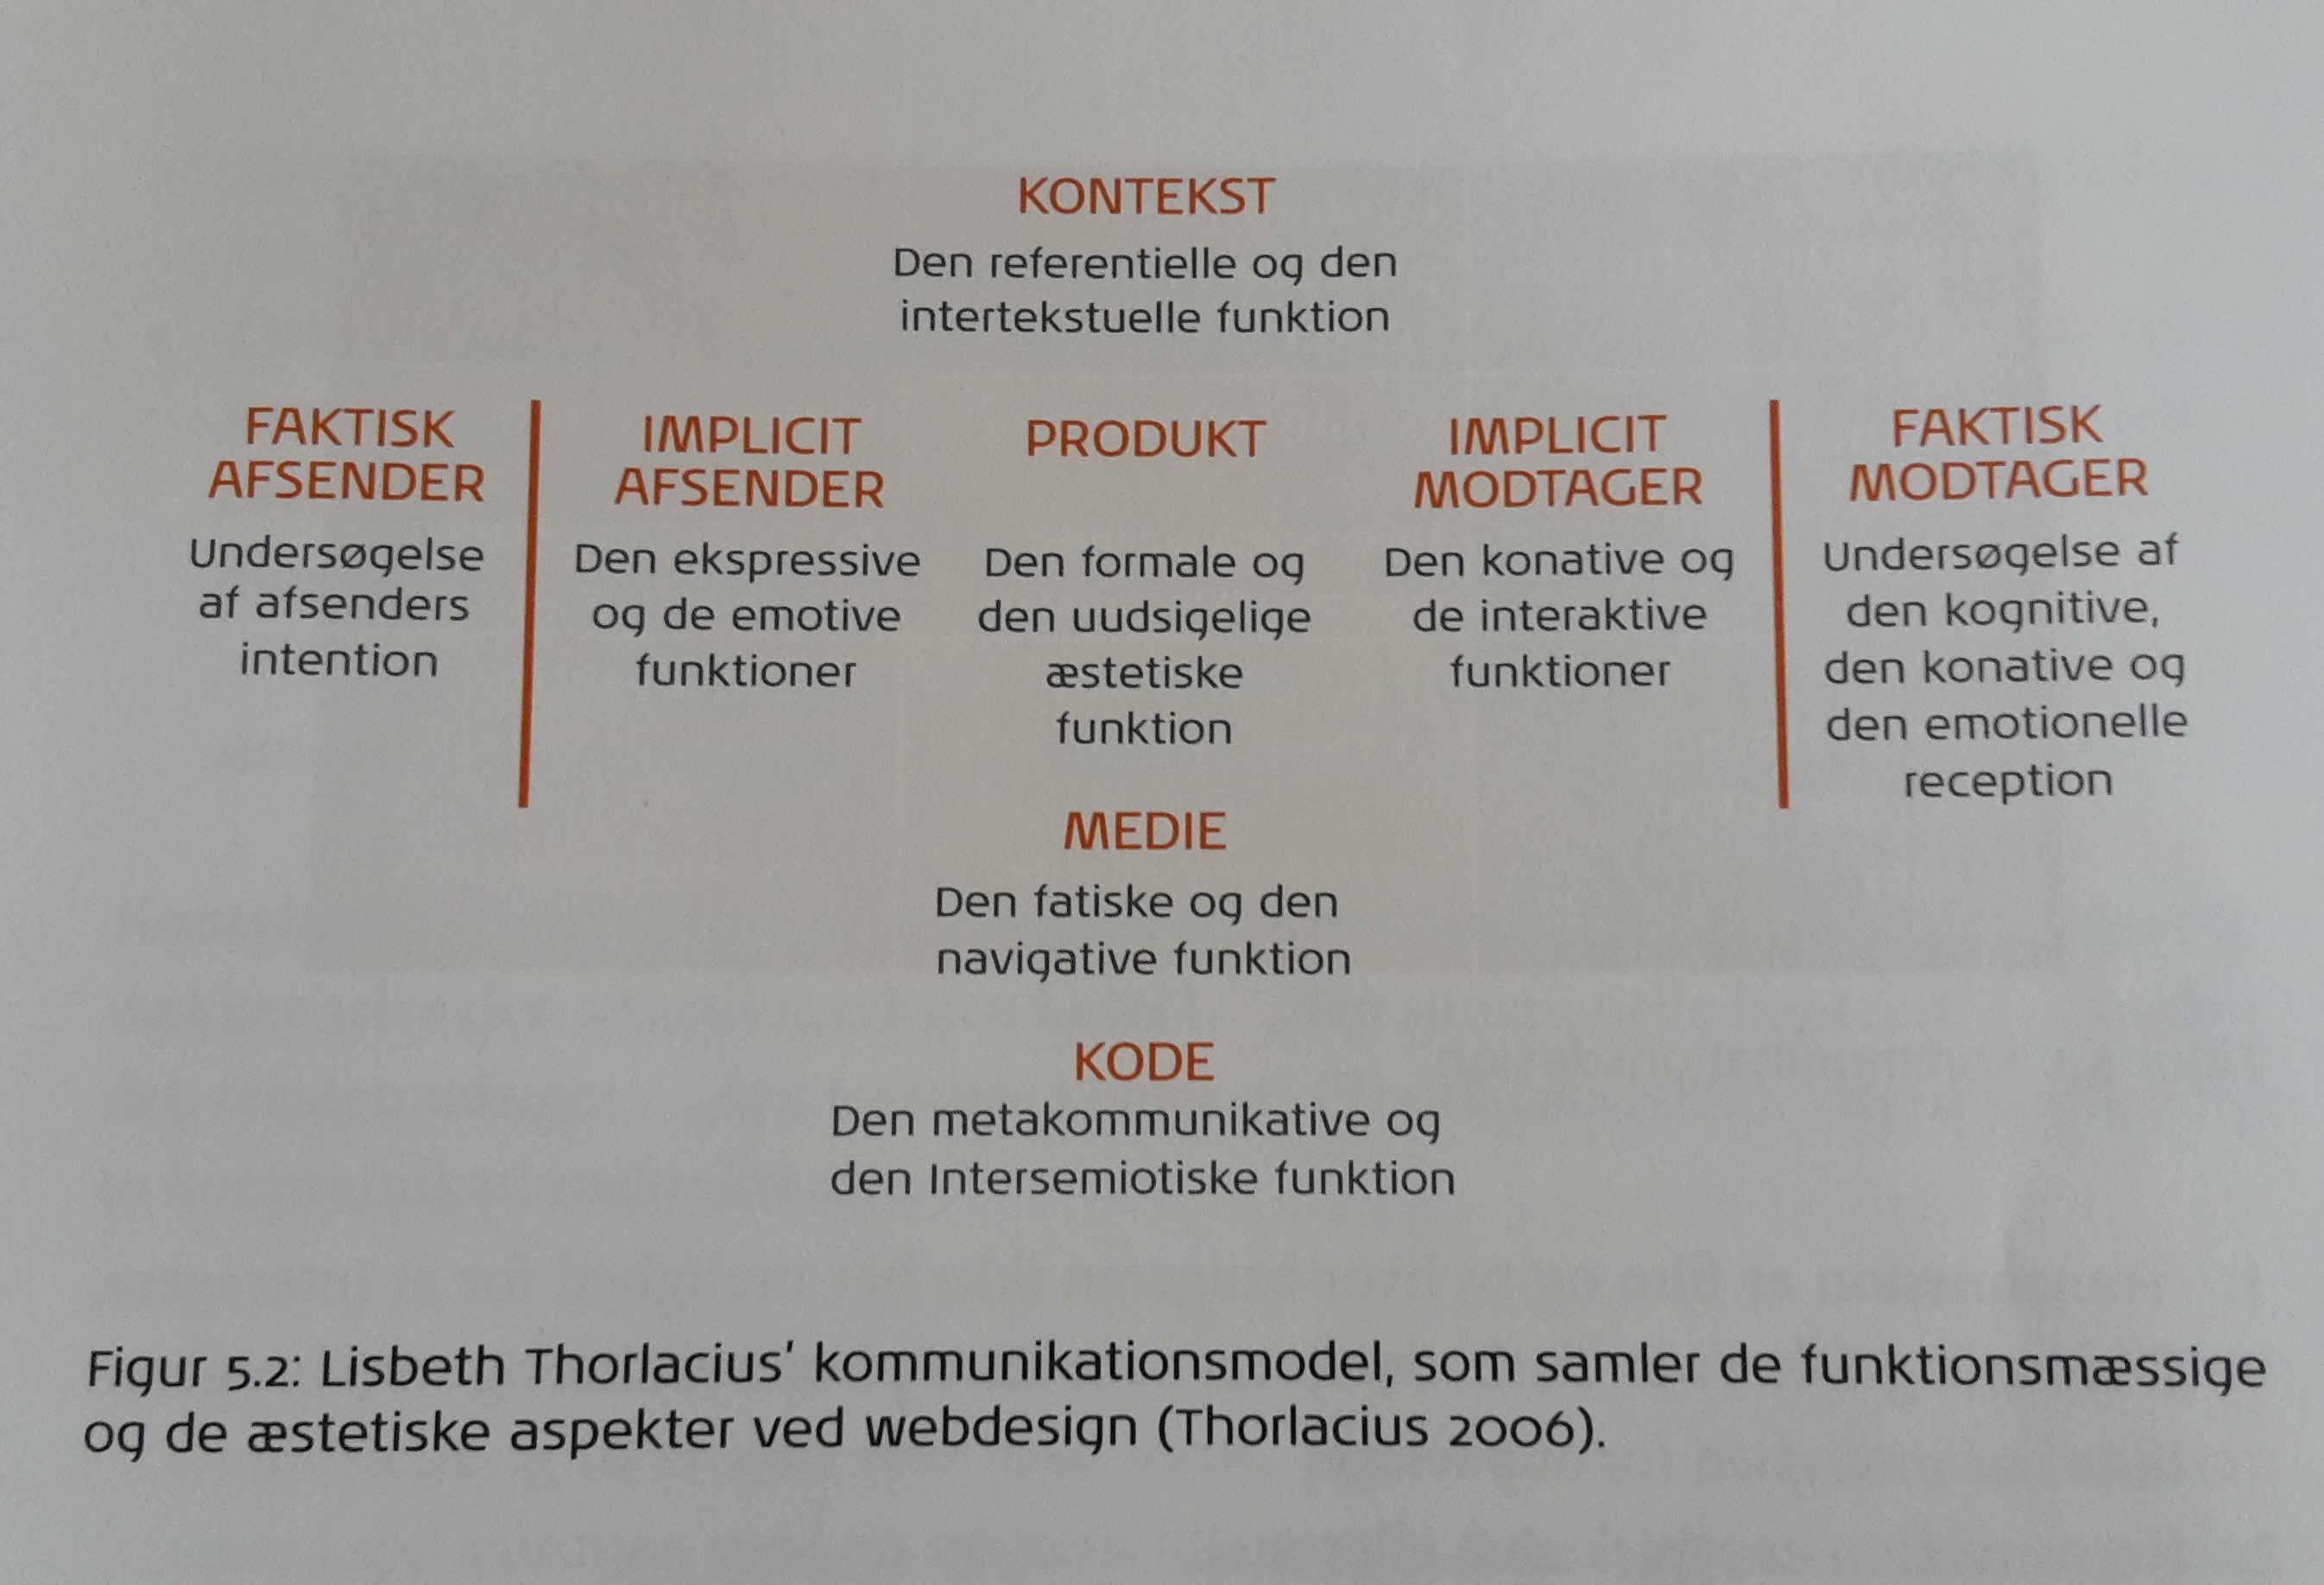 KONTEKST
Den referentielle og den
intertekstuelle funktion
FAKTISK
AFSENDER
Undersøgelse
af afsenders
intention
IMPLICIT
AFSENDER
Den ekspressive
og de emotive
funktioner
PRODUKT
Den formale og
den uudsigelige
æstetiske
funktion
IMPLICIT
MODTAGER
Den konative og
de interaktive
funktioner
FAKTISK
MODTAGER
Undersøgelse af
den kognitive,
den konative og
den emotionelle
reception
MEDIE
Den fatiske og den
navigative funktion
KODE
Den metakommunikative og
den Intersemiotiske funktion
Figur 5.2: Lisbeth Thorlacius' kommunikationsmodel, som samler de funktionsmæssige
og de æstetiske aspekter ved webdesign (Thorlacius 2006).